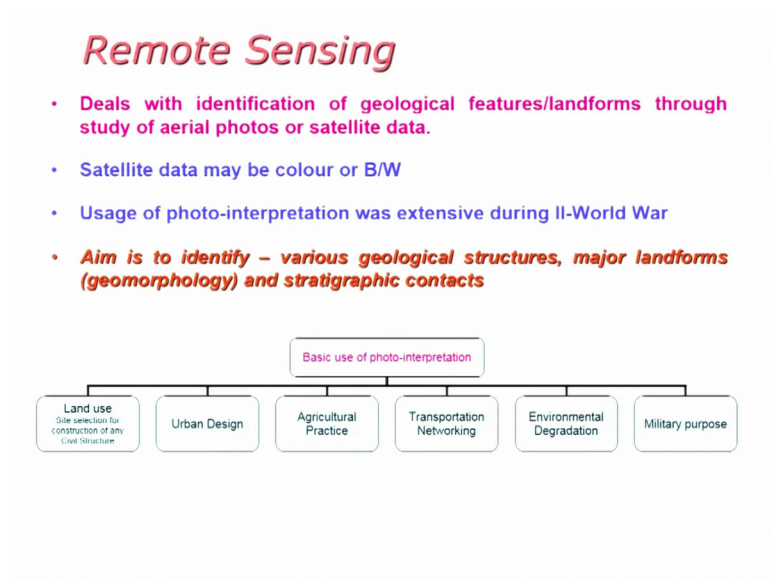 Remote Sensing
• Deals with identification of geological features/landforms through
study of aerial photos or satellite data.
• Satellite data may be colour or B/W
• Usage of photo-interpretation was extensive during II-World War
• Aim is to identify – various geological structures, major landforms
(geomorphology) and stratigraphic contacts
Basic use of photo-interpretation
Land use
Site selection for
construction of any
Civil Structure
Urban Design
Agricultural
Practice
Transportation
Networking
Environmental
Degradation
Military purpose